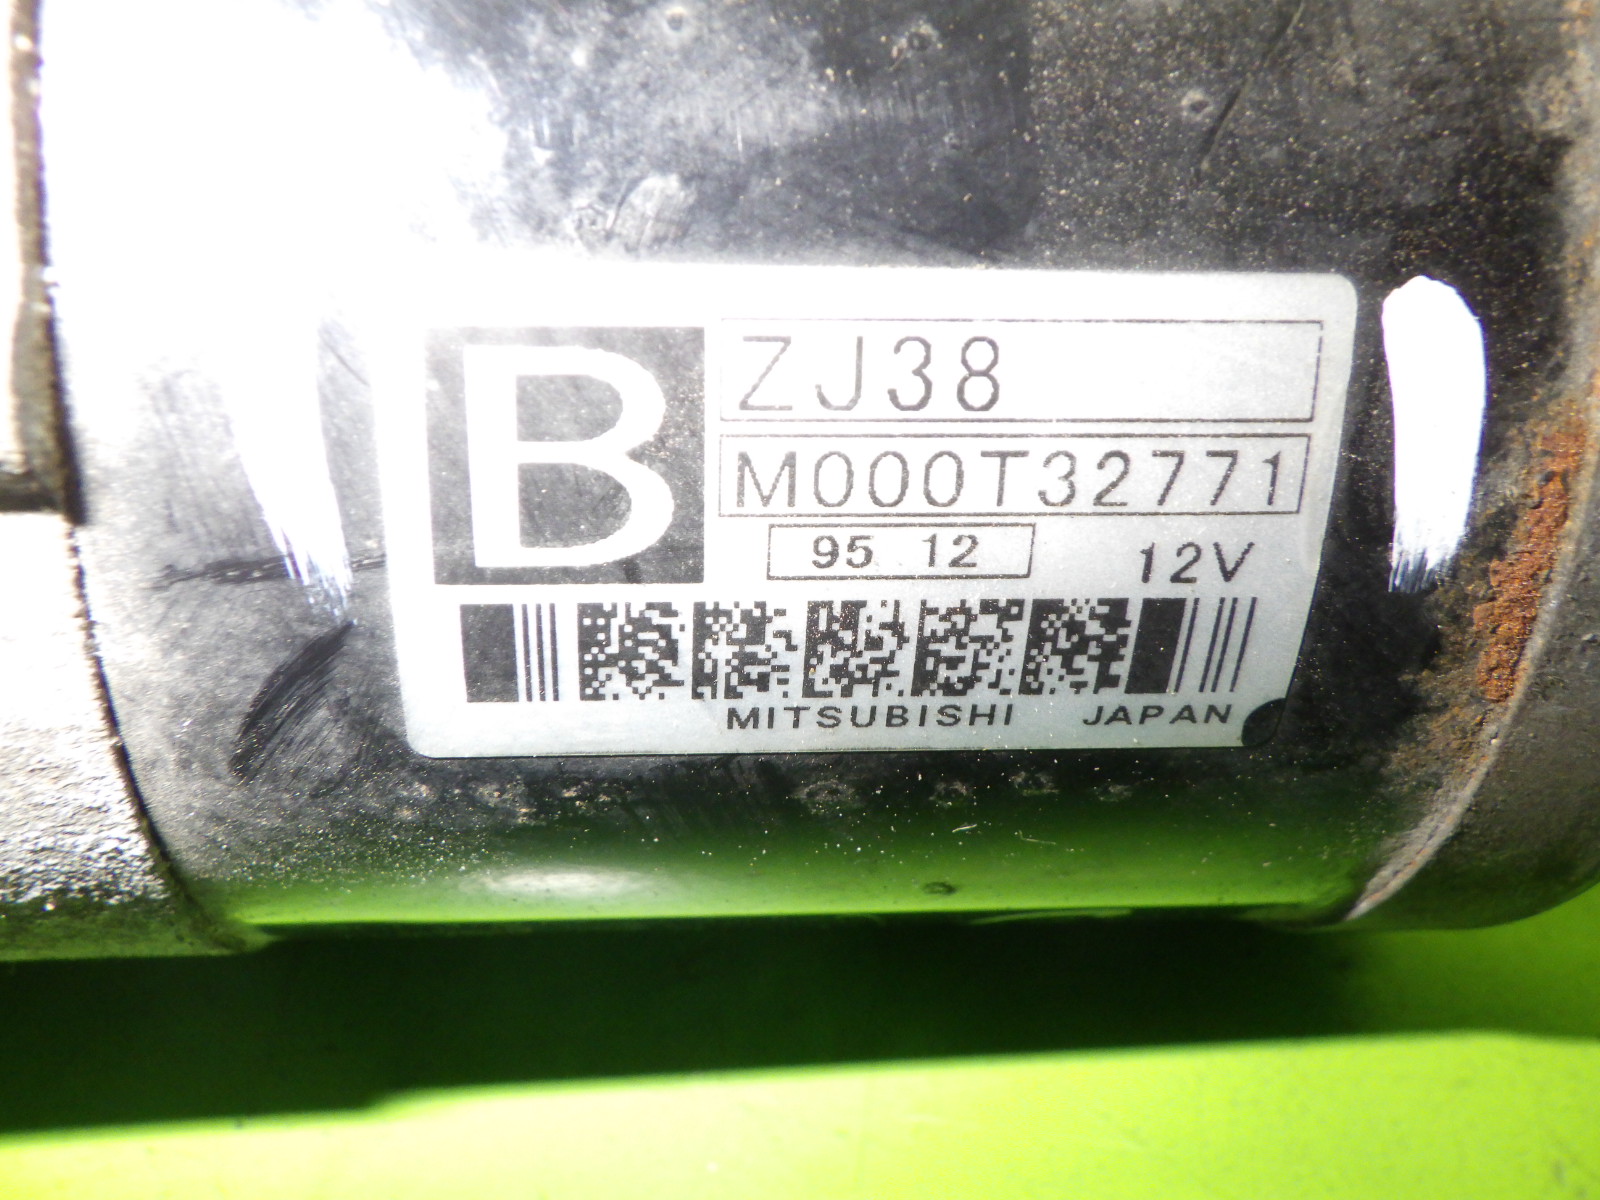 B
ZJ38
M000T32771
95 12
12V
MITSUBISHI JAPAN